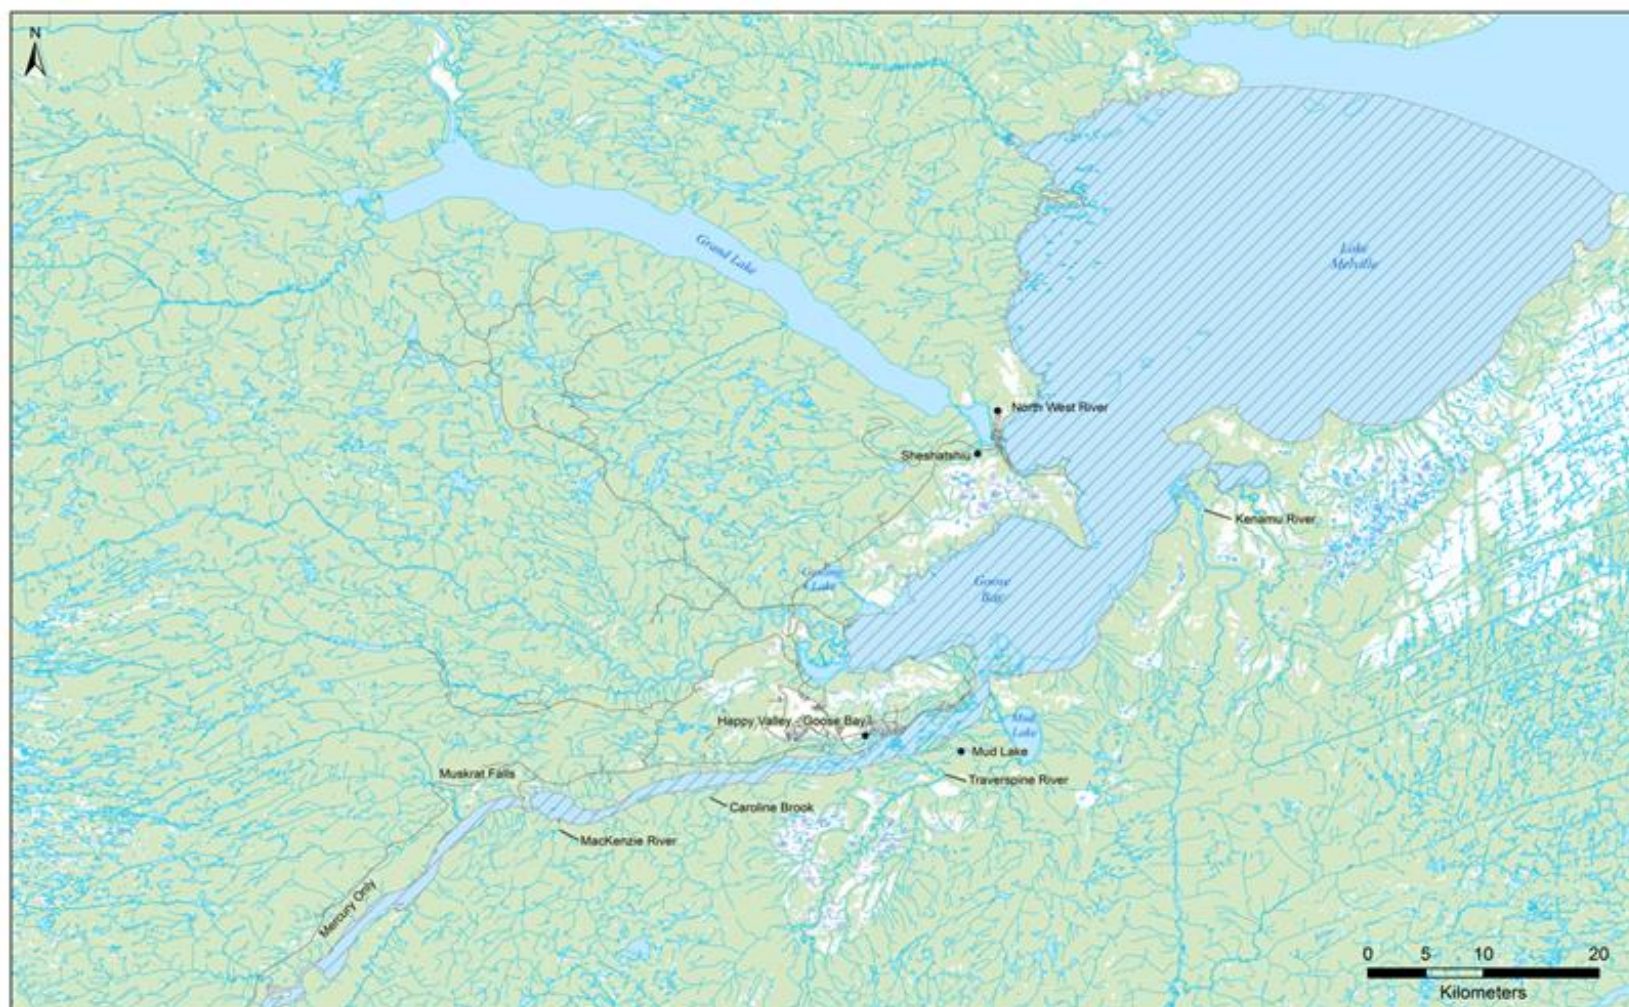 N
Grand Lake
Lake
Melville
North West River
Sheshatshiu
Kenamu River
Lake
Goose
Bay
Happy Valley - Goose Bay
Mud
Lake
Mud Lake
Muskrat Falls
Traverspine River
Caroline Brook
MacKenzie River
Mercury Only
0 5 10 20
Kilometers